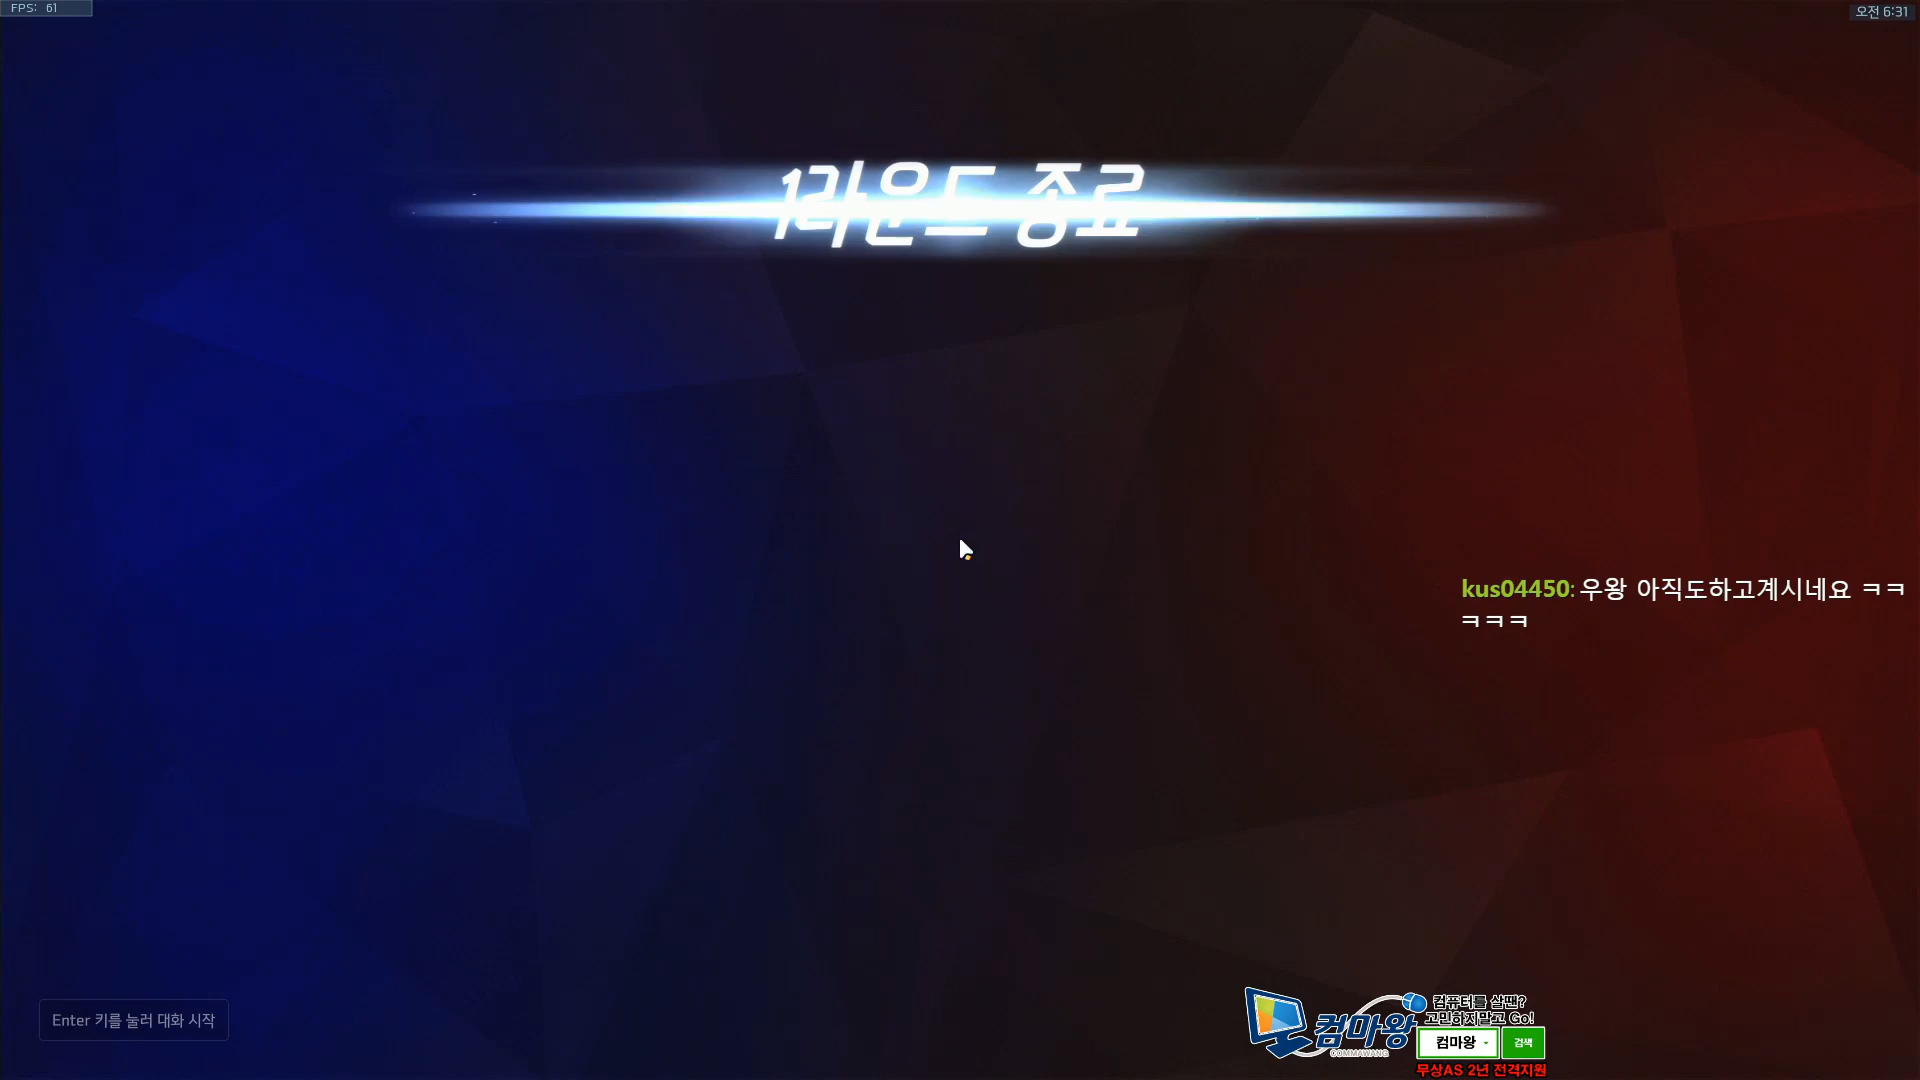 FPS: 61
오전 6:31
1라운드 종료
kus04450: 우왕 아직도하고계시네요 ㅋㅋ
ㅋㅋㅋ
Enter 키를 눌러 대화 시작
컴퓨터를 살땐?
고민하지말고 Go!
컴마왕
COMMAWANG
컴마왕 검색
무상AS 2년 전격지원